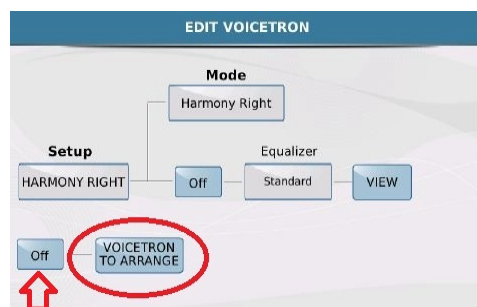 EDIT VOICETRON
Mode
Harmony Right
Setup
Equalizer
HARMONY RIGHT
Off
Standard
VIEW
Off
VOICETRON
TO ARRANGE